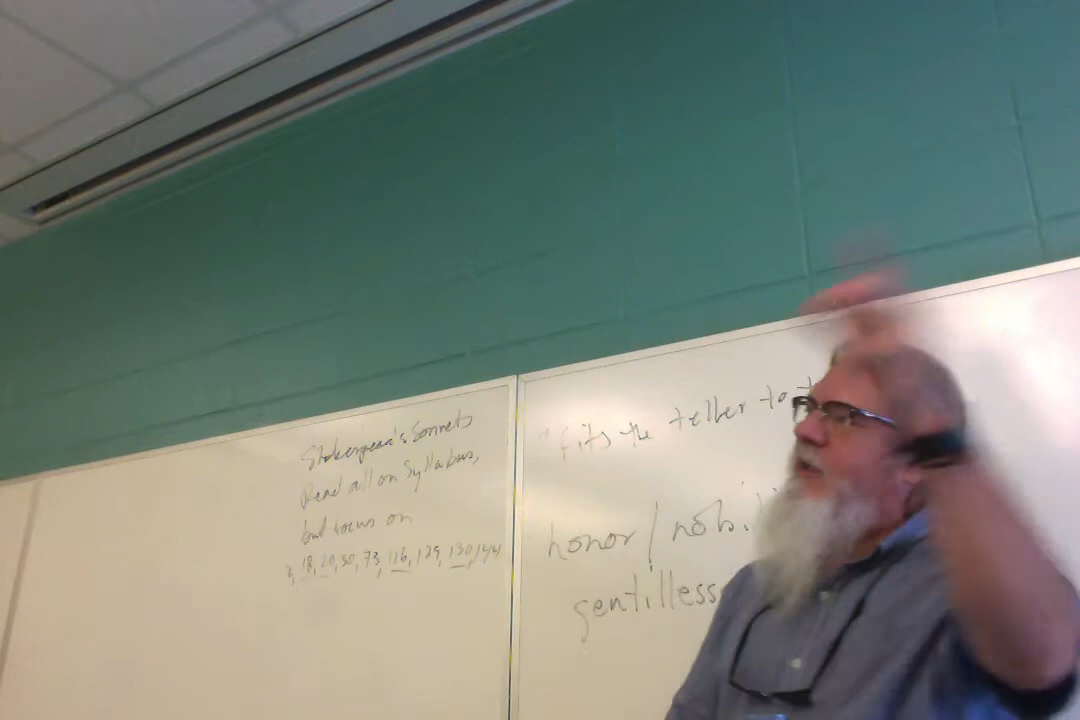 Shakespeare's Sonnets
Read all on Syllabus,
but focus on
18, 20, 30, 73, 116, 129, 130, 144
fits the teller to
honor/nobili
gentilless